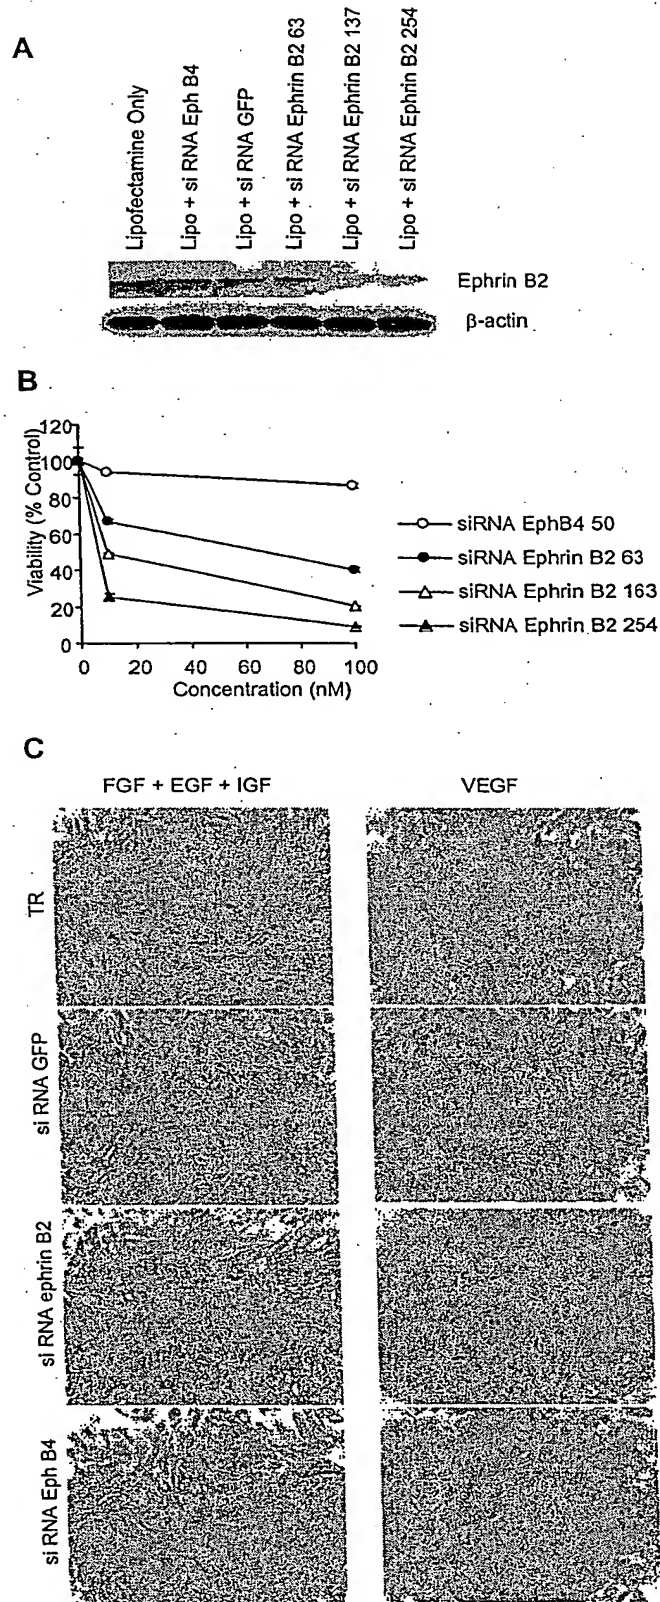 A
Lipofectamine Only
Lipo + si RNA Eph B4
Lipo + si RNA GFP
Lipo + si RNA Ephrin B2 63
Lipo + si RNA Ephrin B2 137
Lipo + si RNA Ephrin B2 254
Ephrin B2
β-actin
B
Viability (% Control)
120
100
80
60
40
20
0
0 20 40 60 80 100
Concentration (nM)
siRNA EphB4 50
siRNA Ephrin B2 63
siRNA Ephrin B2 163
siRNA Ephrin B2 254
C
FGF + EGF + IGF VEGF
TR
si RNA GFP
si RNA ephrin B2
si RNA Eph B4